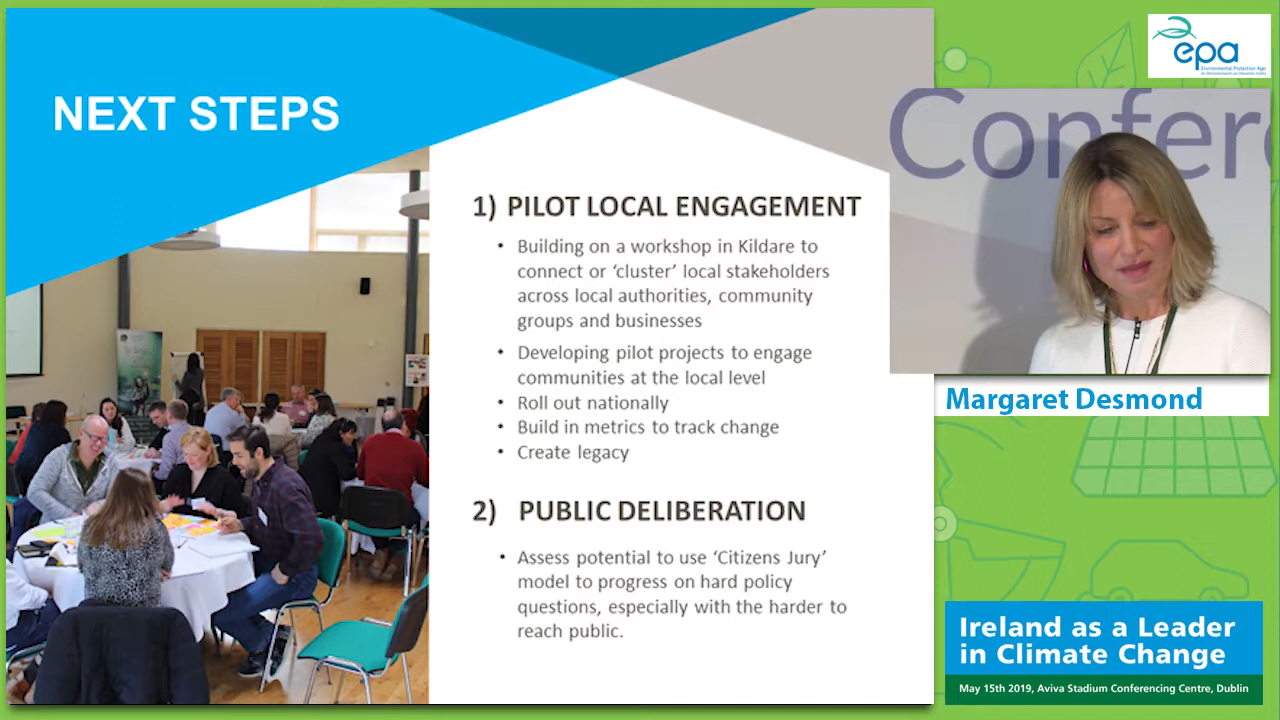 NEXT STEPS
1) PILOT LOCAL ENGAGEMENT
• Building on a workshop in Kildare to
connect or ‘cluster’ local stakeholders
across local authorities, community
groups and businesses
• Developing pilot projects to engage
communities at the local level
• Roll out nationally
• Build in metrics to track change
• Create legacy
2) PUBLIC DELIBERATION
• Assess potential to use ‘Citizens Jury’
model to progress on hard policy
questions, especially with the harder to
reach public.
epa
Confer
Margaret Desmond
Ireland as a Leader
in Climate Change
May 15th 2019, Aviva Stadium Conferencing Centre, Dublin